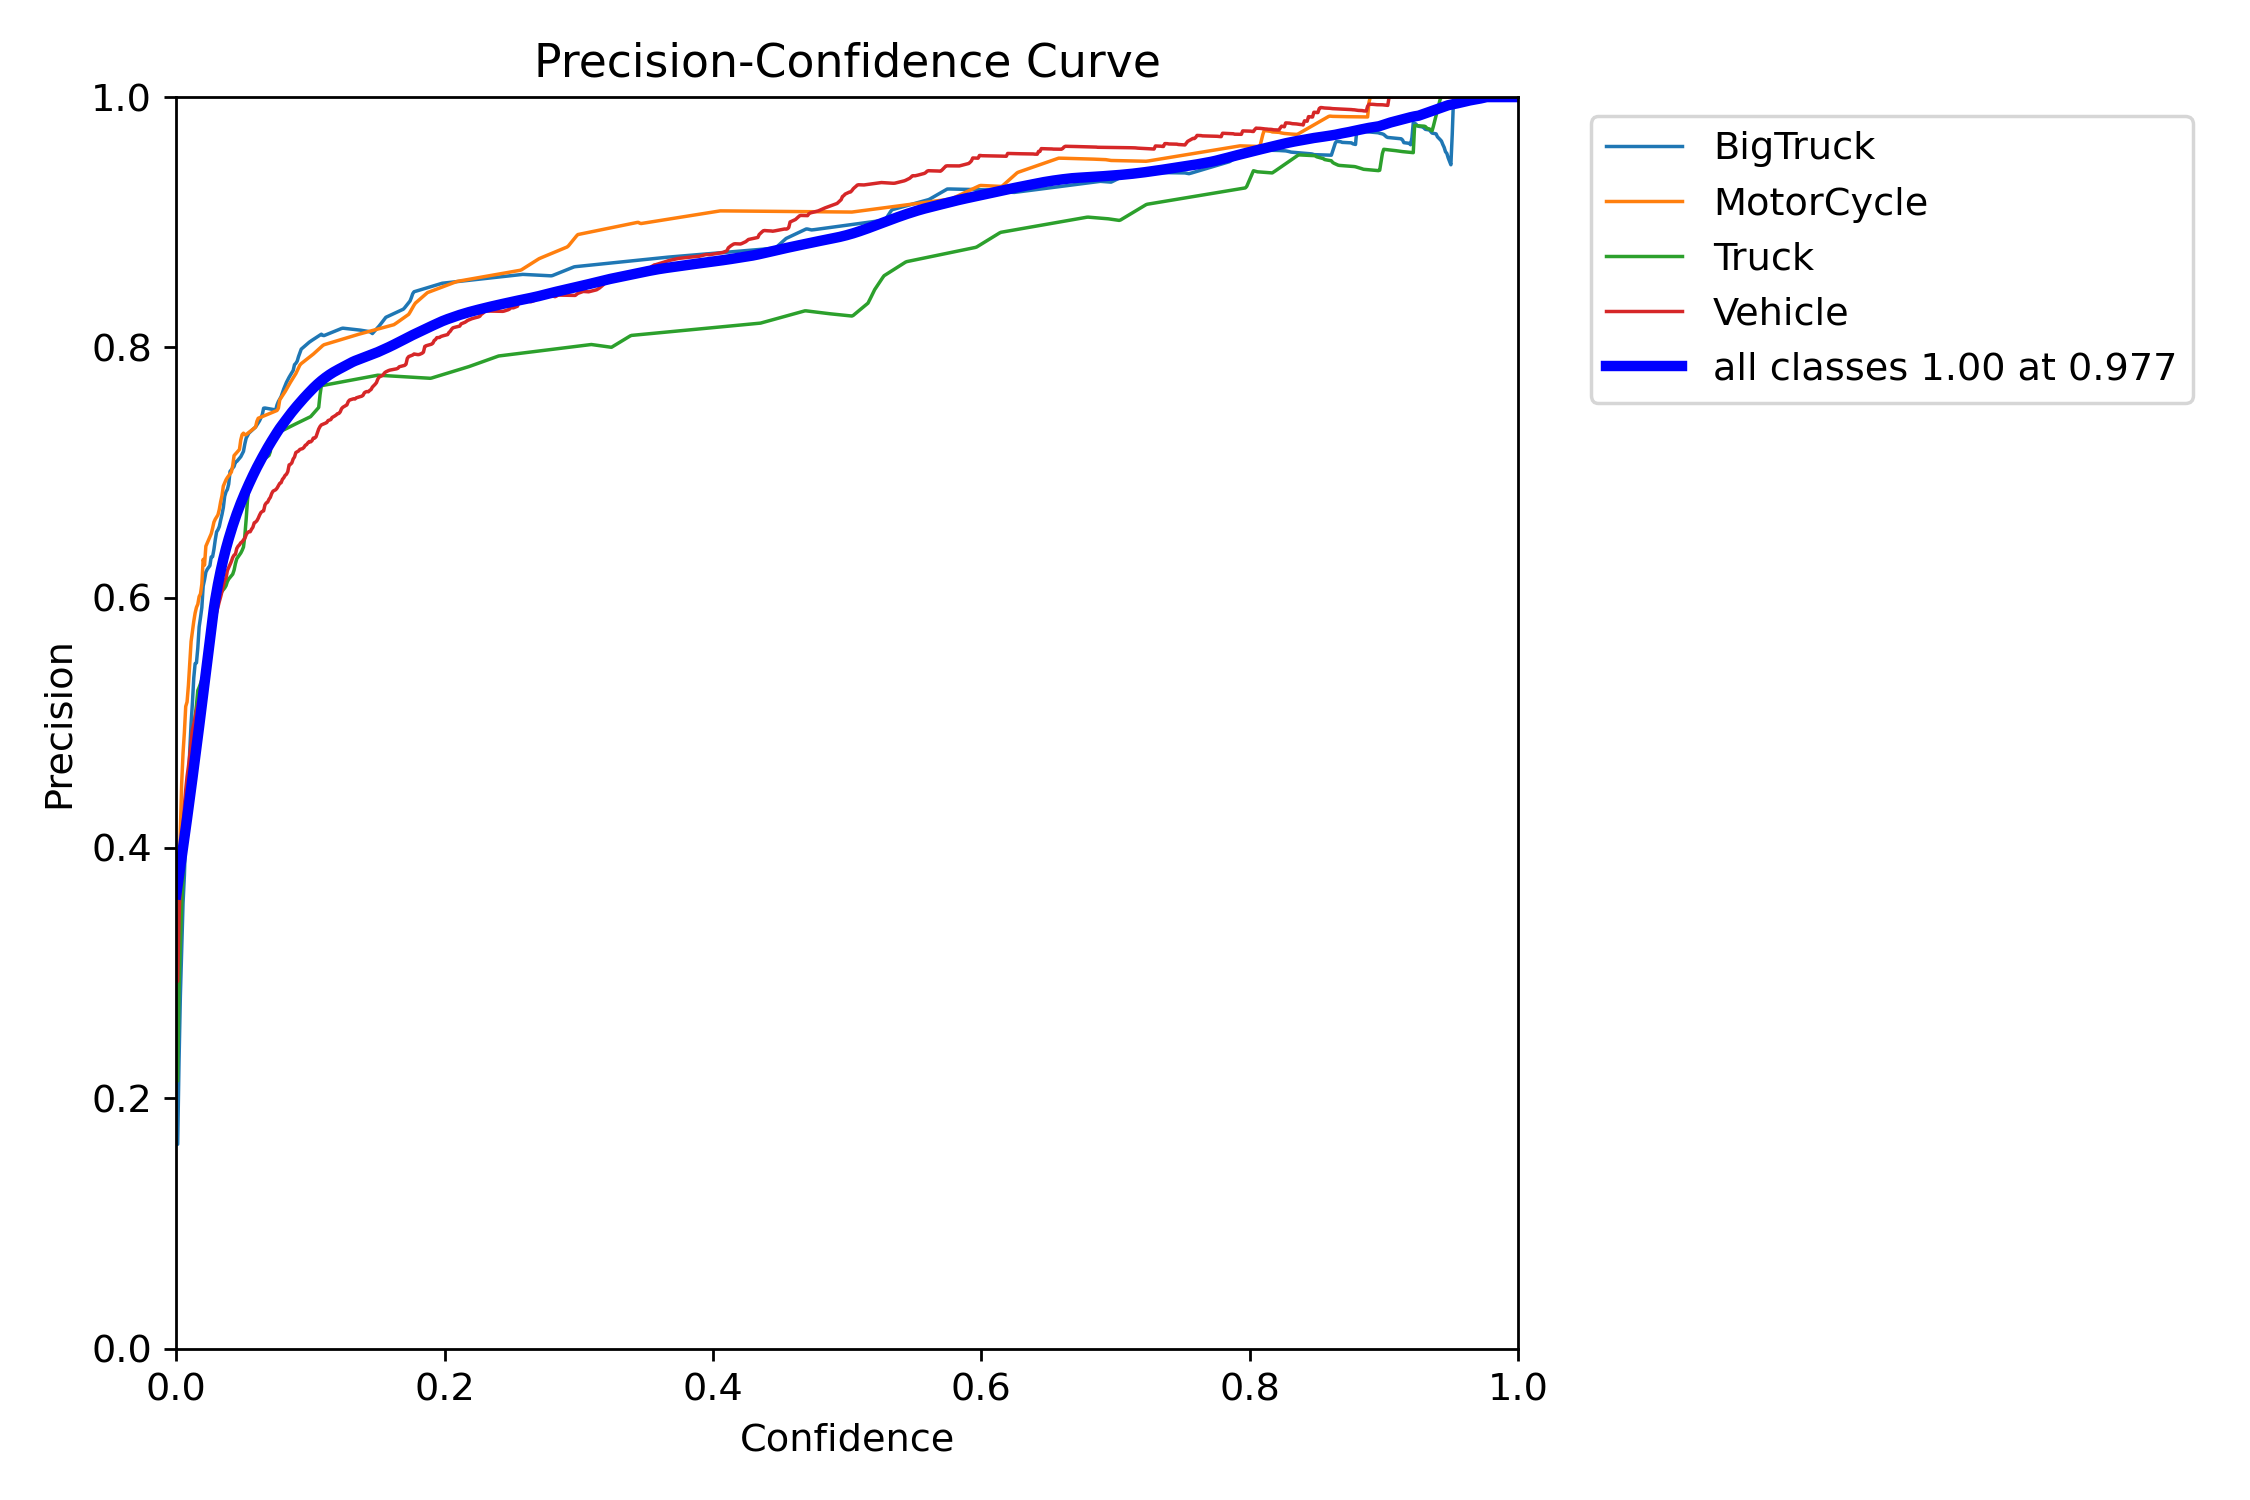 Precision-Confidence Curve
1.0
0.8
0.6
0.4
0.2
0.0
Precision
0.0 0.2 0.4 0.6 0.8 1.0
Confidence
BigTruck
MotorCycle
Truck
Vehicle
all classes 1.00 at 0.977